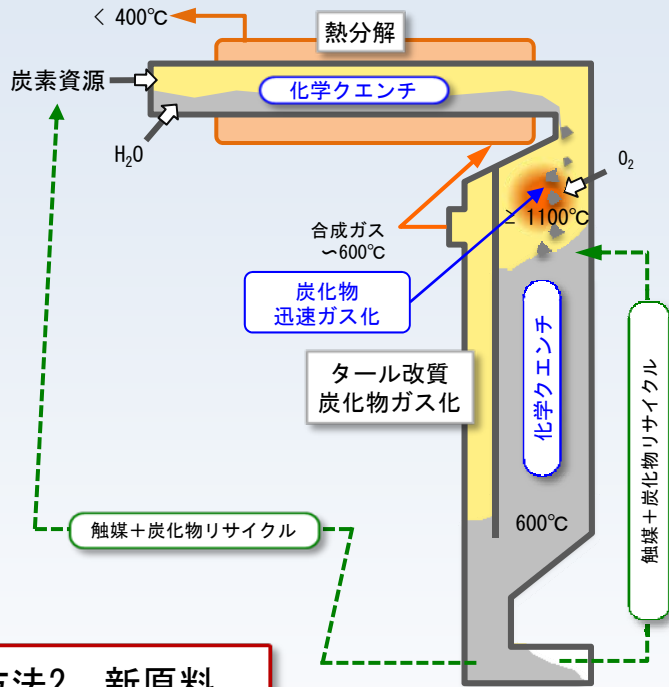 < 400℃
熱分解
炭素資源
化学クエンチ
H₂O
O₂
≥ 1100℃
合成ガス
～600℃
炭化物
迅速ガス化
タール改質
炭化物ガス化
化学クエンチ
触媒＋炭化物リサイクル
600℃
触媒＋炭化物リサイクル
方法2 新原料